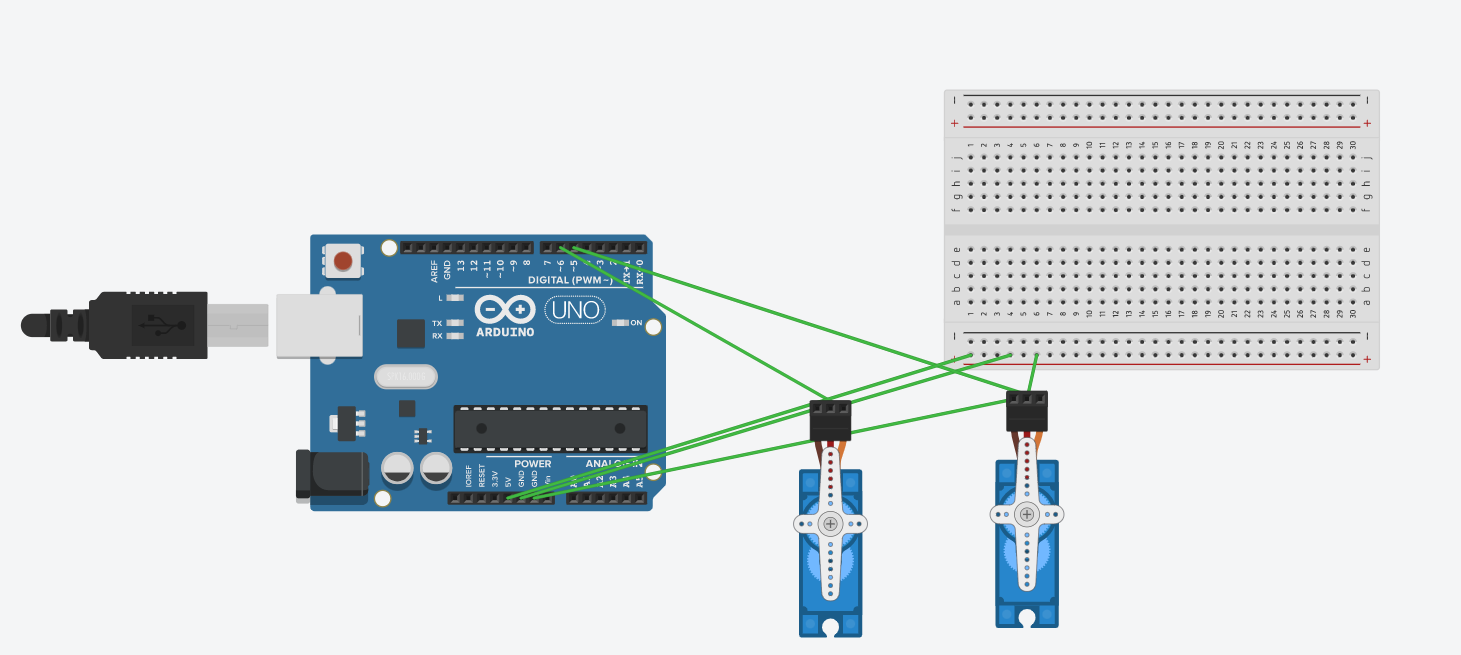 − −
+ +
1 2 3 4 5 6 7 8 9 10 11 12 13 14 15 16 17 18 19 20 21 22 23 24 25 26 27 28 29 30
j j
i i
h h
g g
f f
e e
d d
c c
b b
a a
1 2 3 4 5 6 7 8 9 10 11 12 13 14 15 16 17 18 19 20 21 22 23 24 25 26 27 28 29 30
− −
+ +
AREF GND 13 12 ~11 ~10 ~9 8 7 ~6 ~5 ~3 2 TX→1 RX←0
DIGITAL (PWM~)
L
TX
RX
UNO
ARDUINO
ON
POWER
ANALOG IN
IOREF RESET 3.3V 5V GND GND Vin A0 A2 A3 A4 A5